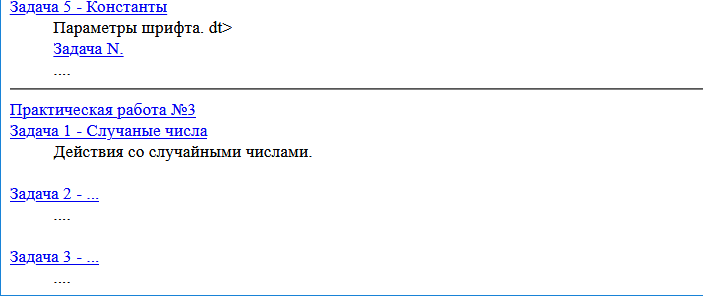 Задача 5 - Константы
Параметры шрифта. dt>
Задача N.
....
Практическая работа №3
Задача 1 - Случаные числа
Действия со случайными числами.
Задача 2 - ...
....
Задача 3 - ...
....